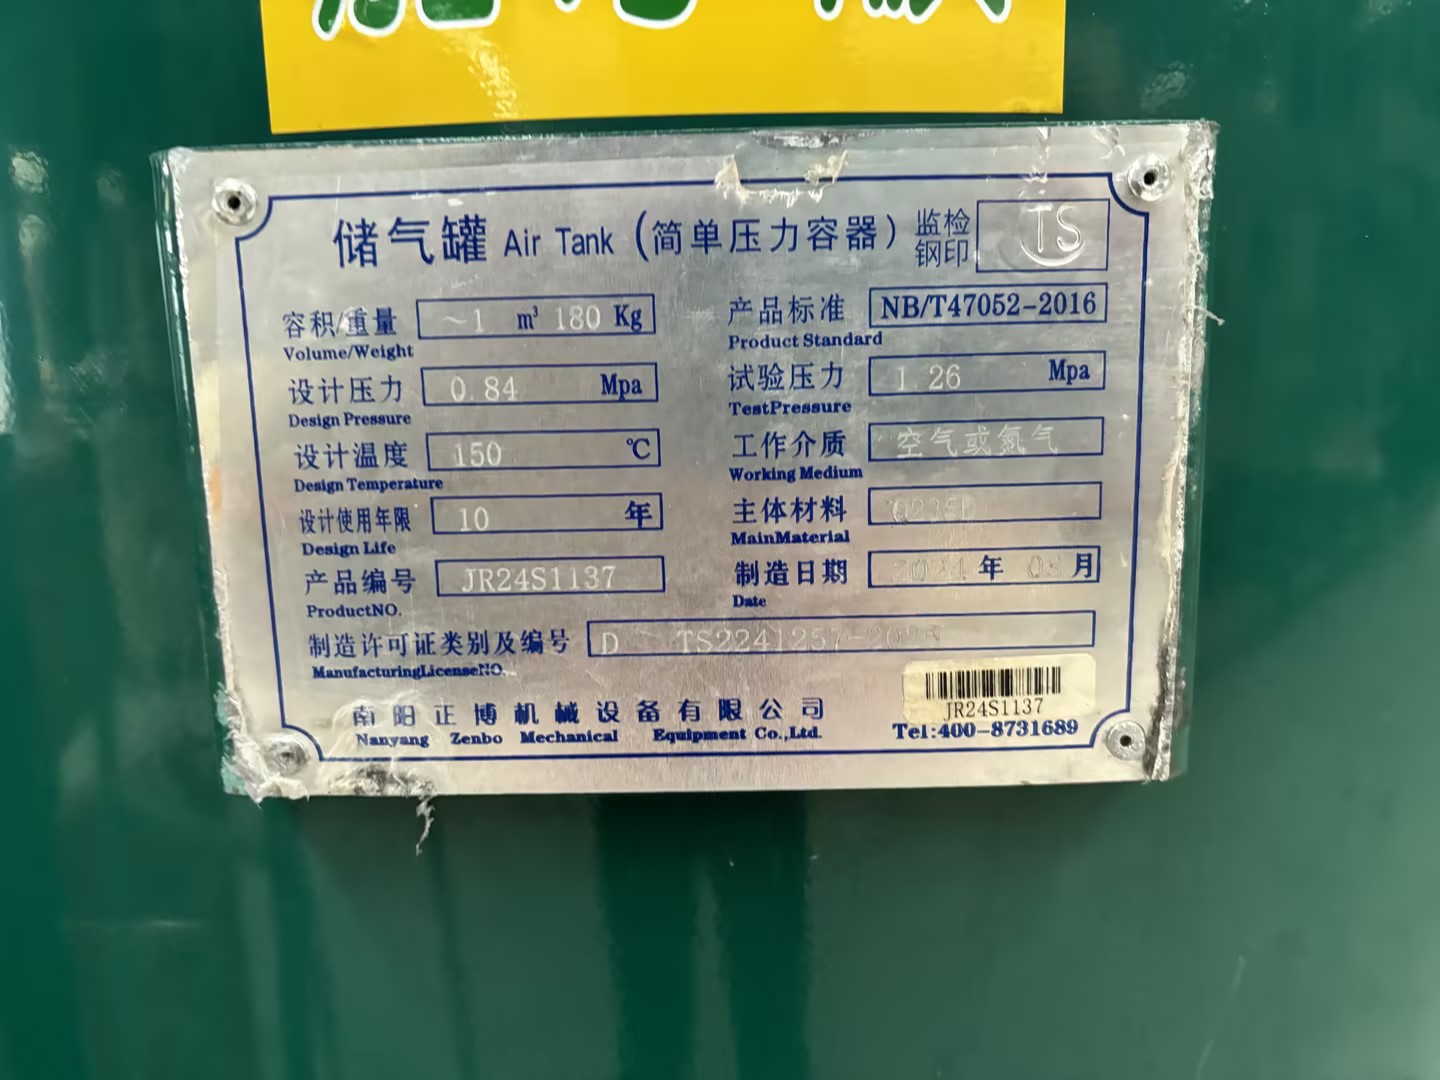 储气罐 Air Tank (简单压力容器) 监检钢印 TS
容积/重量 ~1 m³ 180 Kg
Volume/Weight
设计压力 0.84 Mpa
Design Pressure
设计温度 150 ℃
Design Temperature
设计使用年限 10 年
Design Life
产品编号 JR24S1137
ProductNO.
产品标准 NB/T47052-2016
Product Standard
试验压力 1.26 Mpa
TestPressure
工作介质 空气或氮气
Working Medium
主体材料
MainMaterial
制造日期 2024 年 月
Date
制造许可证类别及编号 D
ManufacturingLicenseNO.
JR24S1137
南阳正博机械设备有限公司
Nanyang Zenbo Mechanical Equipment Co.,Ltd.
Tel:400-8731689